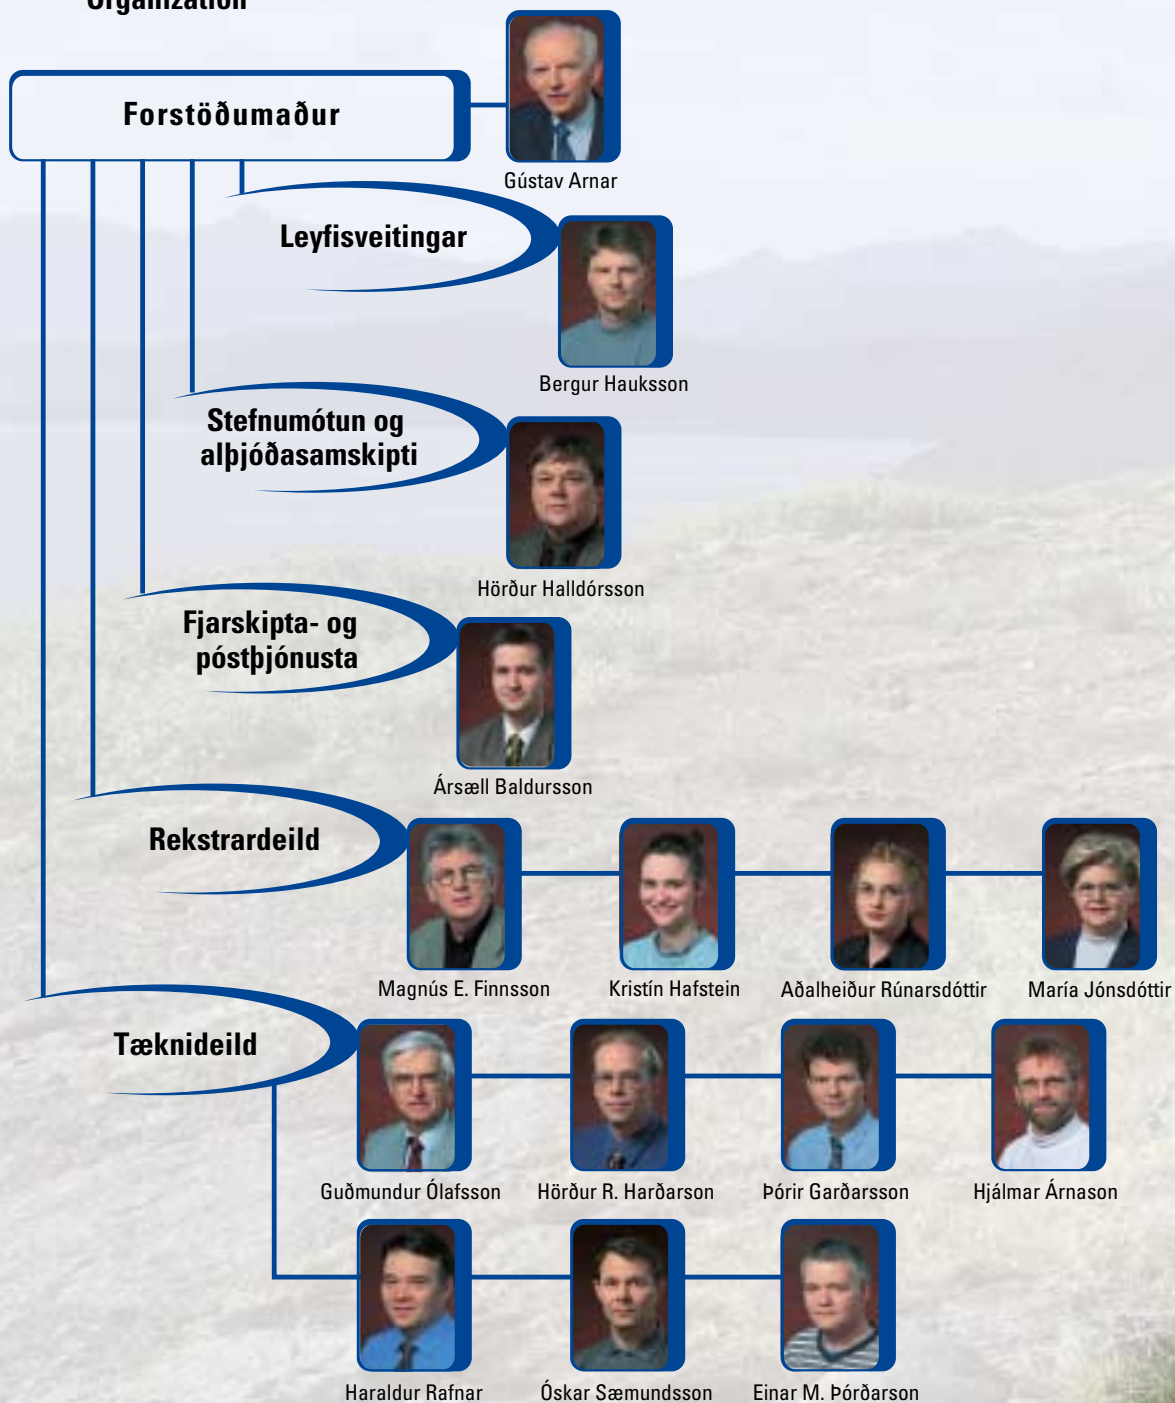 Organization
Forstöðumaður
Gústav Arnar
Leyfisveitingar
Bergur Hauksson
Stefnumótun og
alþjóðasamskipti
Hörður Halldórsson
Fjarskipta- og
póstþjónusta
Ársæll Baldursson
Rekstrardeild
Magnús E. Finnsson
Kristín Hafstein
Aðalheiður Rúnarsdóttir
María Jónsdóttir
Tæknideild
Guðmundur Ólafsson
Hörður R. Harðarson
Þórir Garðarsson
Hjálmar Árnason
Haraldur Rafnar
Óskar Sæmundsson
Einar M. Þórðarson